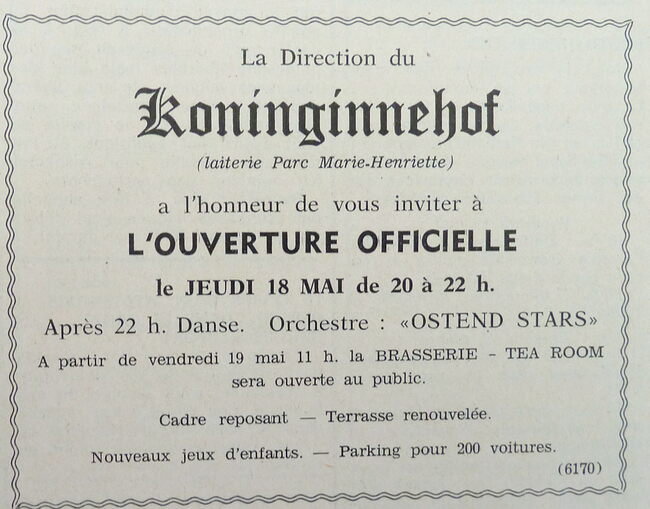 La Direction du
Koninginnehof
(laiterie Parc Marie-Henriette)
a l'honneur de vous inviter à
L'OUVERTURE OFFICIELLE
le JEUDI 18 MAI de 20 à 22 h.
Après 22 h. Danse. Orchestre : «OSTEND STARS»
A partir de vendredi 19 mai 11 h. la BRASSERIE - TEA ROOM
sera ouverte au public.
Cadre reposant — Terrasse renouvelée.
Nouveaux jeux d'enfants. — Parking pour 200 voitures.
(6170)